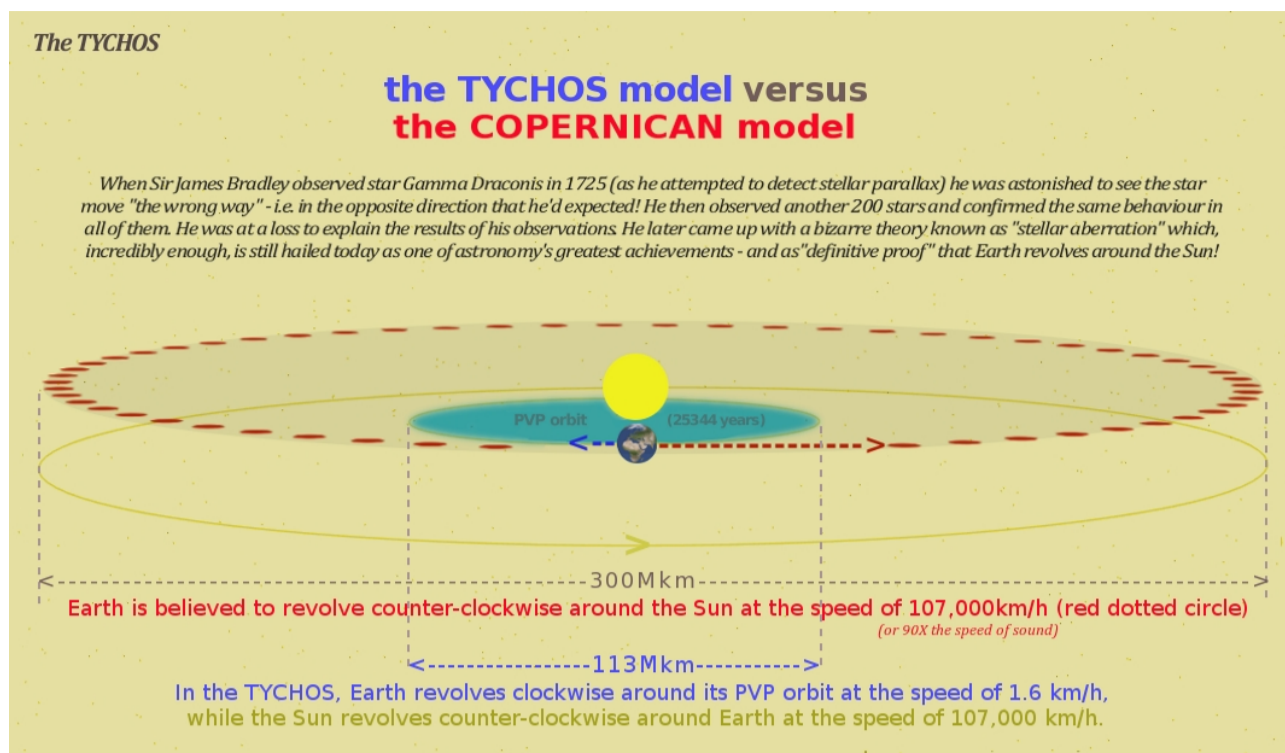 The TYCHOS
the TYCHOS model versus
the COPERNICAN model
When Sir James Bradley observed star Gamma Draconis in 1725 (as he attempted to detect stellar parallax) he was astonished to see the star
move "the wrong way" - i.e. in the opposite direction that he'd expected! He then observed another 200 stars and confirmed the same behaviour in
all of them. He was at a loss to explain the results of his observations. He later came up with a bizarre theory known as "stellar aberration" which,
incredibly enough, is still hailed today as one of astronomy's greatest achievements - and as"definitive proof" that Earth revolves around the Sun!
PVP orbit (25344 years)
300Mkm
Earth is believed to revolve counter-clockwise around the Sun at the speed of 107,000km/h (red dotted circle)
(or 90X the speed of sound)
113Mkm
In the TYCHOS, Earth revolves clockwise around its PVP orbit at the speed of 1.6 km/h,
while the Sun revolves counter-clockwise around Earth at the speed of 107,000 km/h.